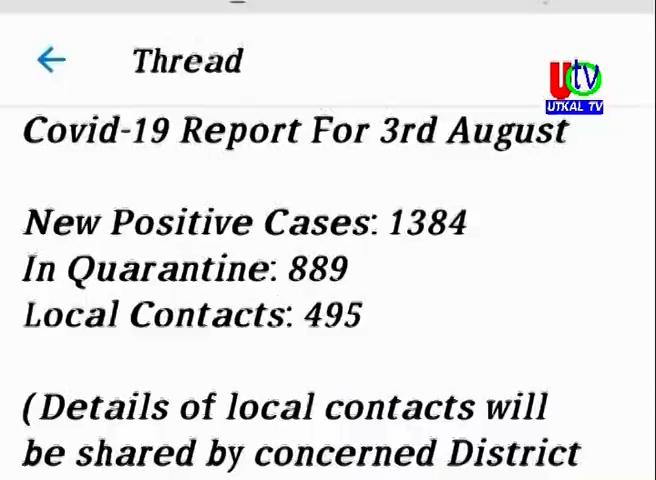 Thread
Utv
UTKAL TV
Covid-19 Report For 3rd August
New Positive Cases: 1384
In Quarantine: 889
Local Contacts: 495
(Details of local contacts will
be shared by concerned District